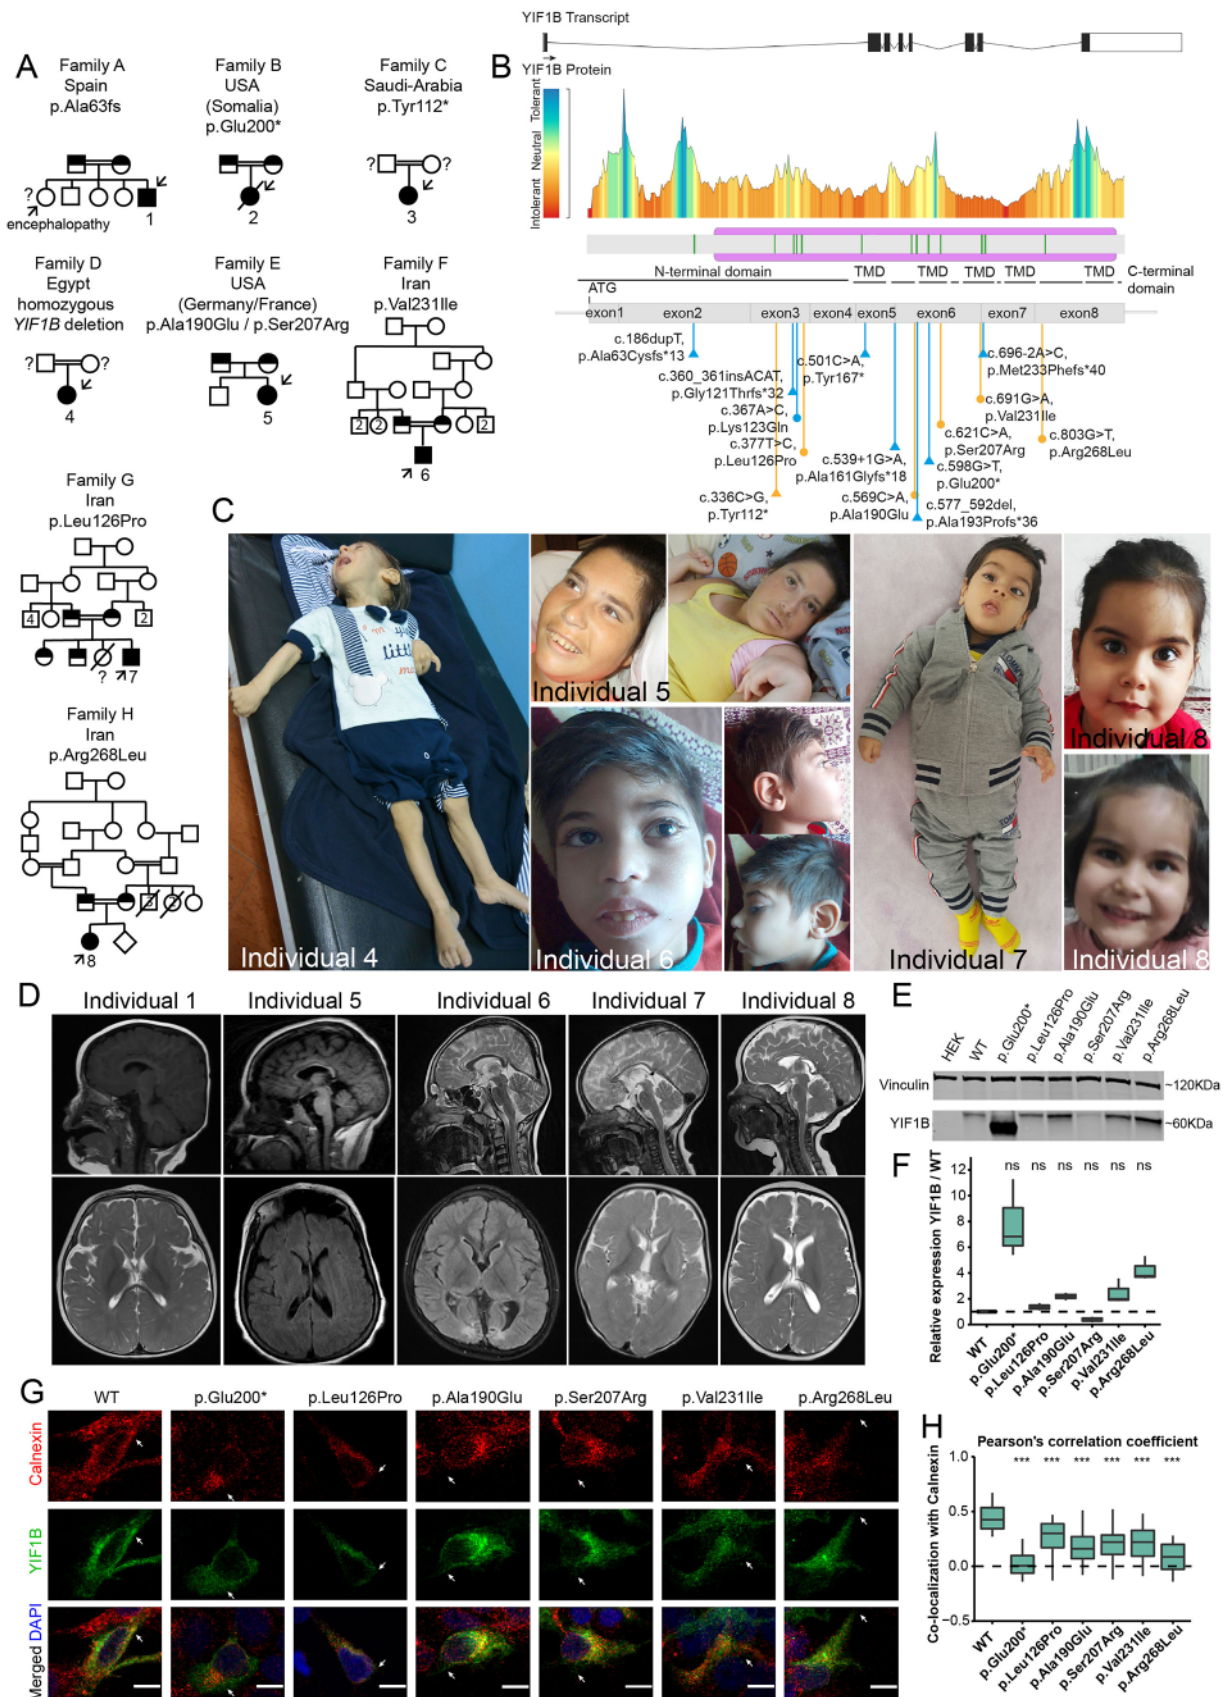 YIF1B Transcript
A
Family A
Spain
p.Ala63fs
Family B
USA
(Somalia)
p.Glu200*
Family C
Saudi-Arabia
p.Tyr112*
?
encephalopathy
1
2
?
?
3
Family D
Egypt
homozygous
YIF1B deletion
Family E
USA
(Germany/France)
p.Ala190Glu / p.Ser207Arg
Family F
Iran
p.Val231Ile
?
?
4
5
2
2
2
6
Family G
Iran
p.Leu126Pro
4
2
?
7
Family H
Iran
p.Arg268Leu
3
8
B
YIF1B Protein
Tolerant
Neutral
Intolerant
N-terminal domain
TMD
TMD
TMD
TMD
TMD
C-terminal
domain
ATG
exon1
exon2
exon3
exon4
exon5
exon6
exon7
exon8
c.186dupT,
p.Ala63Cysfs*13
c.360_361insACAT,
p.Gly121Thrfs*32
c.367A>C,
p.Lys123Gln
c.377T>C,
p.Leu126Pro
c.336C>G,
p.Tyr112*
c.501C>A,
p.Tyr167*
c.539+1G>A,
p.Ala161Glyfs*18
c.569C>A,
p.Ala190Glu
c.696-2A>C,
p.Met233Phefs*40
c.691G>A,
p.Val231Ile
c.621C>A,
p.Ser207Arg
c.598G>T,
p.Glu200*
c.577_592del,
p.Ala193Profs*36
c.803G>T,
p.Arg268Leu
C
Individual 4
Individual 5
Individual 6
Individual 7
Individual 8
Individual 8
D
Individual 1
Individual 5
Individual 6
Individual 7
Individual 8
E
HEK
WT
p.Glu200*
p.Leu126Pro
p.Ala190Glu
p.Ser207Arg
p.Val231Ile
p.Arg268Leu
Vinculin
~120KDa
YIF1B
~60KDa
F
Relative expression YIF1B / WT
12
10
8
6
4
2
0
ns
ns
ns
ns
ns
ns
WT
p.Glu200*
p.Leu126Pro
p.Ala190Glu
p.Ser207Arg
p.Val231Ile
p.Arg268Leu
G
WT
p.Glu200*
p.Leu126Pro
p.Ala190Glu
p.Ser207Arg
p.Val231Ile
p.Arg268Leu
Calnexin
YIF1B
Merged DAPI
H
Pearson's correlation coefficient
Co-localization with Calnexin
1.0
0.5
0.0
−0.5
***
***
***
***
***
***
WT
p.Glu200*
p.Leu126Pro
p.Ala190Glu
p.Ser207Arg
p.Val231Ile
p.Arg268Leu